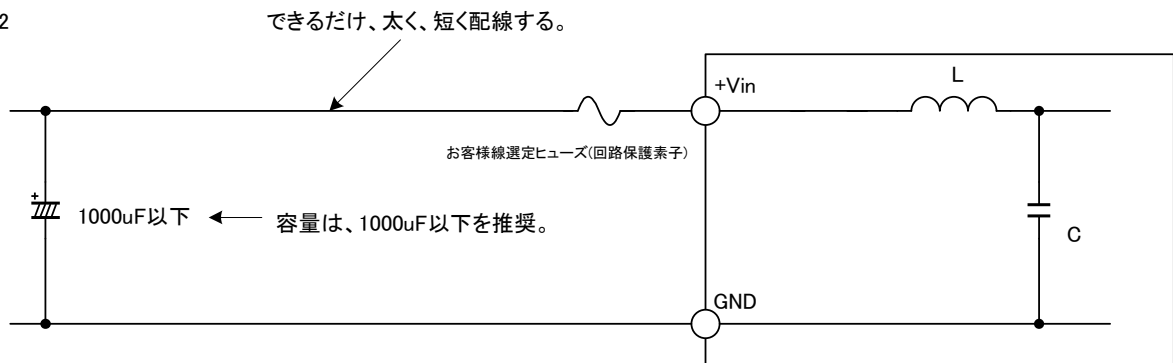 2
できるだけ、太く、短く配線する。
+Vin
L
お客様線選定ヒューズ(回路保護素子)
+
1000uF以下
容量は、1000uF以下を推奨。
C
GND